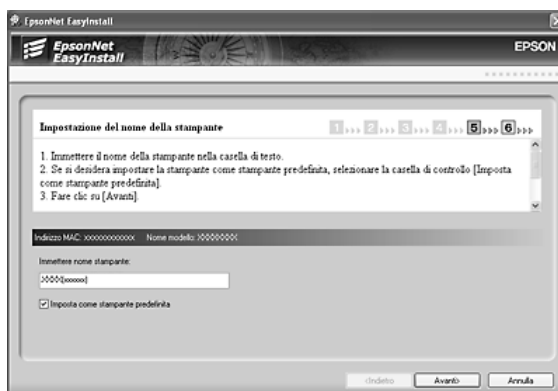 EpsonNet EasyInstall
EpsonNet
EasyInstall
EPSON
Impostazione del nome della stampante
1 2 3 4 5 6
1. Immettere il nome della stampante nella casella di testo.
2. Se si desidera impostare la stampante come stampante predefinita, selezionare la casella di controllo [Imposta
come stampante predefinita].
3. Fare clic su [Avanti].
Indirizzo MAC: xxxxxxxxxxxx Nome modello: XXXXXXXX
Immettere nome stampante:
XXXX(xxxxxx)
Imposta come stampante predefinita
<Indietro
Avanti>
Annulla